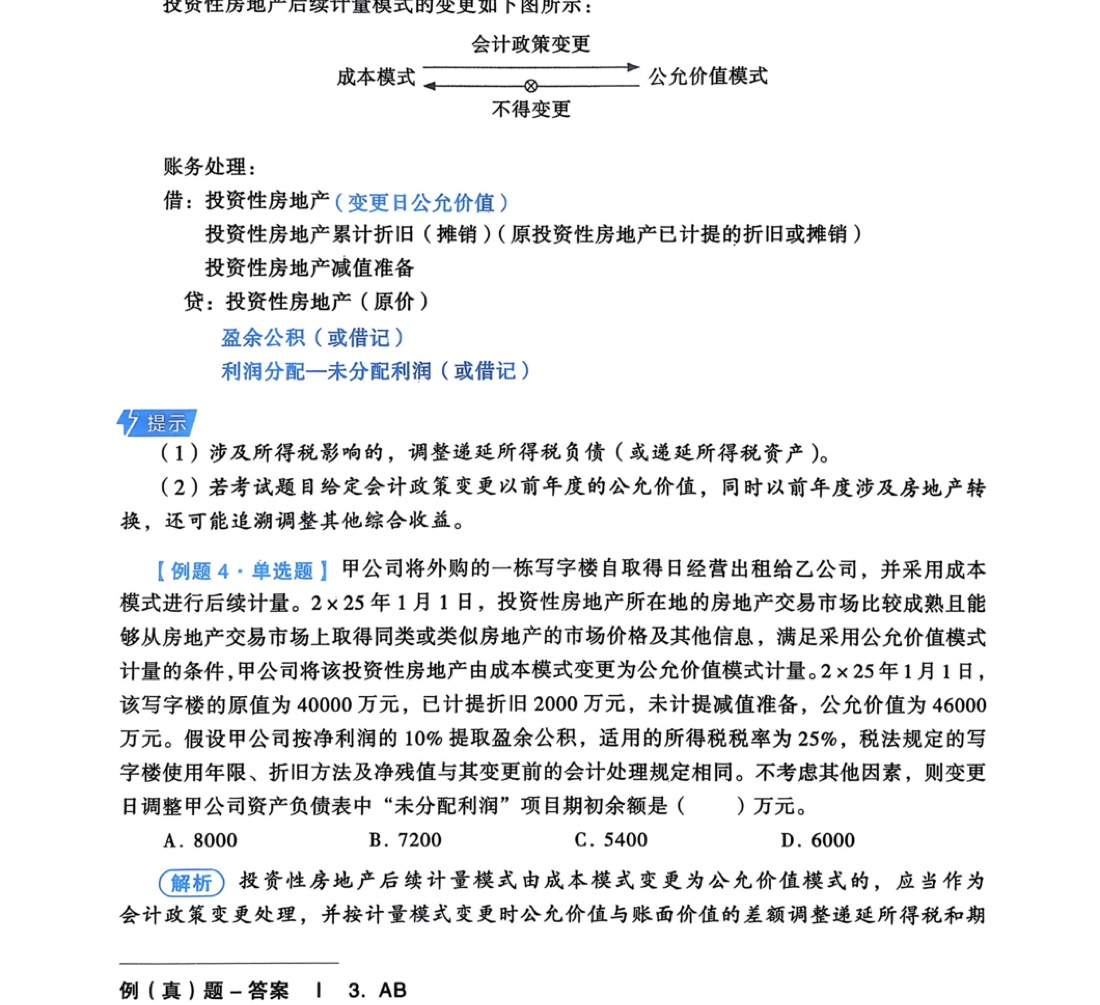 投资性房地产后续计量模式的变更如下图所示：
会计政策变更
成本模式 公允价值模式
不得变更
账务处理：
借：投资性房地产（变更日公允价值）
投资性房地产累计折旧（摊销）（原投资性房地产已计提的折旧或摊销）
投资性房地产减值准备
贷：投资性房地产（原价）
盈余公积（或借记）
利润分配—未分配利润（或借记）
提示
（1）涉及所得税影响的，调整递延所得税负债（或递延所得税资产）。
（2）若考试题目给定会计政策变更以前年度的公允价值，同时以前年度涉及房地产转
换，还可能追溯调整其他综合收益。
【例题4·单选题】甲公司将外购的一栋写字楼自取得日经营出租给乙公司，并采用成本
模式进行后续计量。2×25年1月1日，投资性房地产所在地的房地产交易市场比较成熟且能
够从房地产交易市场上取得同类或类似房地产的市场价格及其他信息，满足采用公允价值模式
计量的条件，甲公司将该投资性房地产由成本模式变更为公允价值模式计量。2×25年1月1日，
该写字楼的原值为40000万元，已计提折旧2000万元，未计提减值准备，公允价值为46000
万元。假设甲公司按净利润的10%提取盈余公积，适用的所得税税率为25%，税法规定的写
字楼使用年限、折旧方法及净残值与其变更前的会计处理规定相同。不考虑其他因素，则变更
日调整甲公司资产负债表中“未分配利润”项目期初余额是（　　）万元。
A. 8000 B. 7200 C. 5400 D. 6000
解析 投资性房地产后续计量模式由成本模式变更为公允价值模式的，应当作为
会计政策变更处理，并按计量模式变更时公允价值与账面价值的差额调整递延所得税和期
例（真）题－答案 | 3. AB